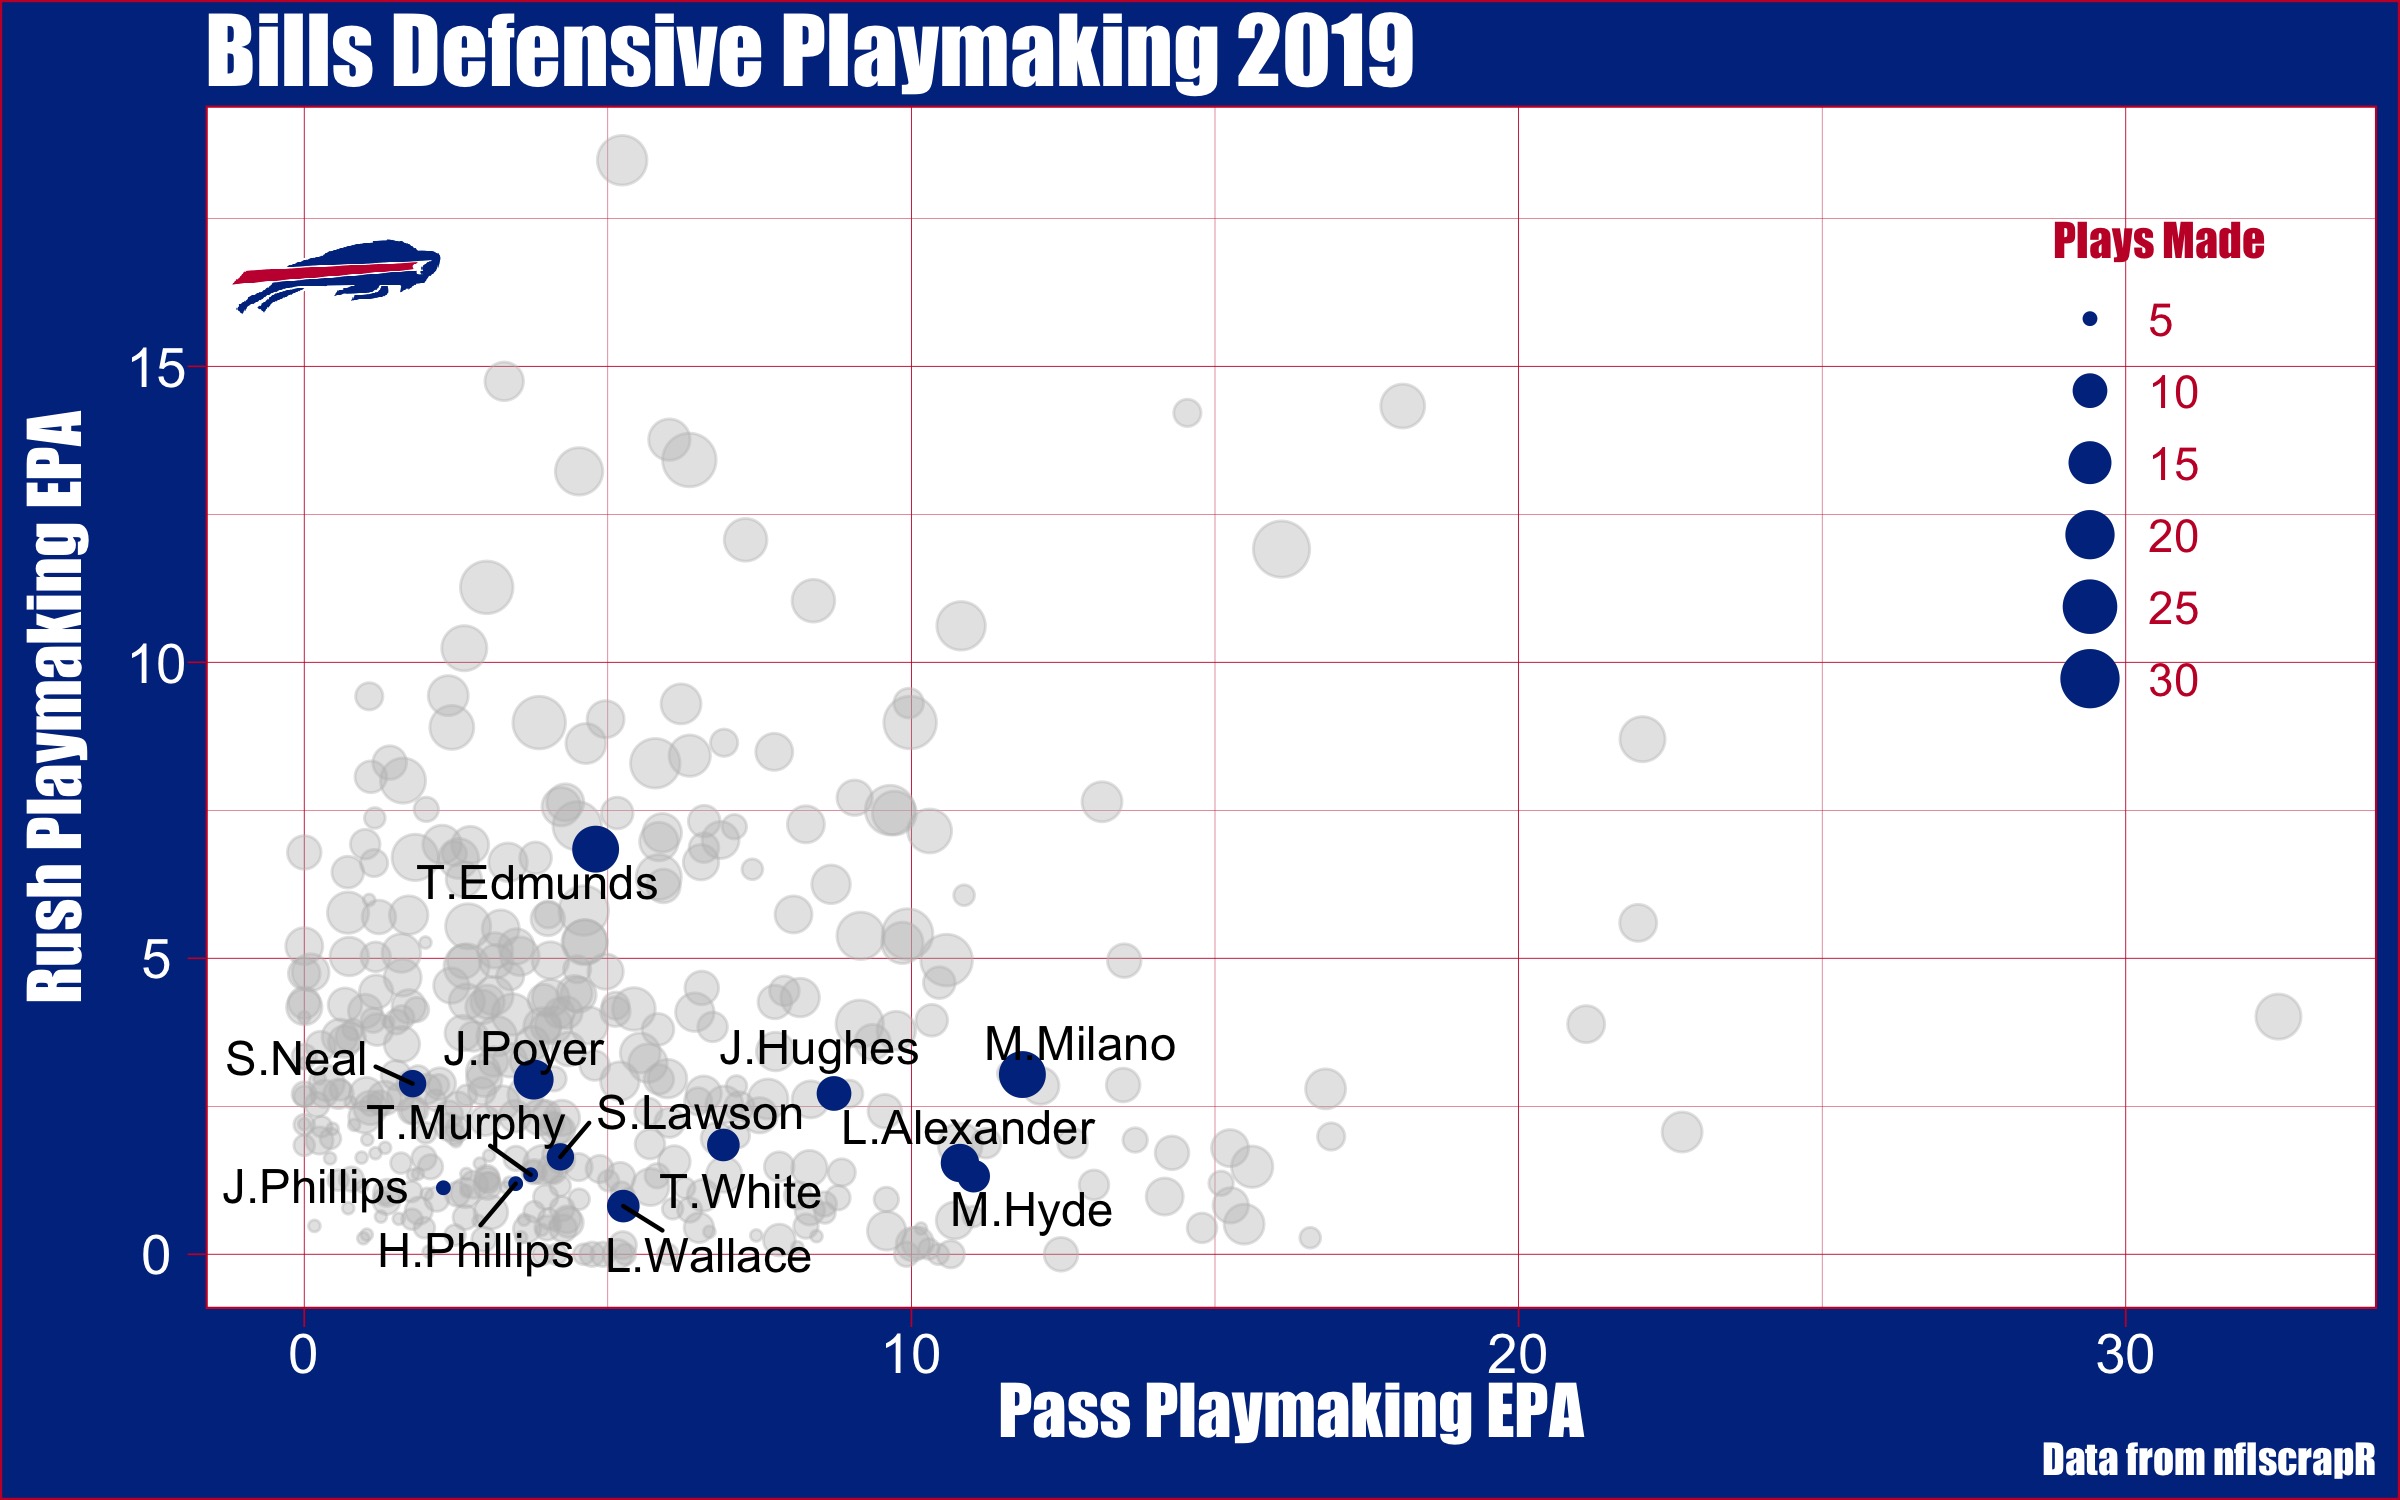 Bills Defensive Playmaking 2019
Rush Playmaking EPA
15
10
5
0
Plays Made
5
10
15
20
25
30
T.Edmunds
S.Neal
J.Poyer
J.Hughes
M.Milano
T.Murphy
S.Lawson
L.Alexander
J.Phillips
T.White
M.Hyde
H.Phillips
L.Wallace
0
10
20
30
Pass Playmaking EPA
Data from nflscrapR